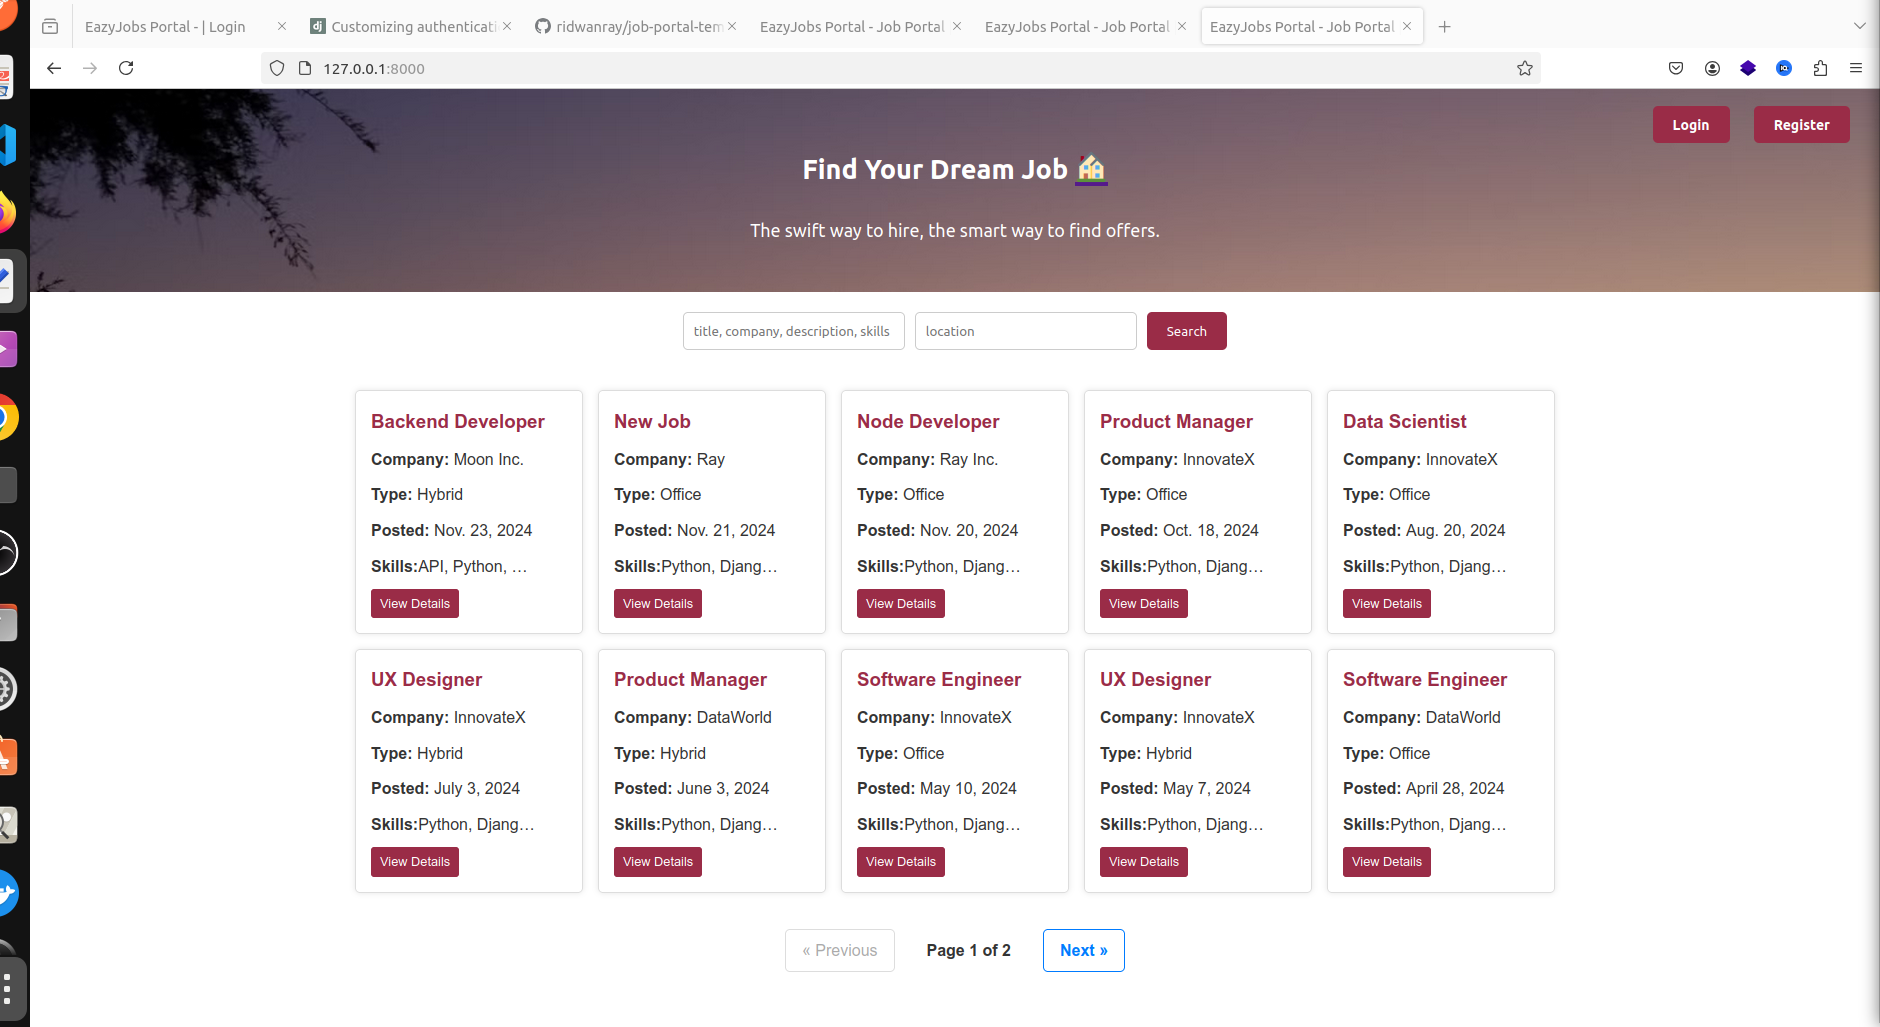 EazyJobs Portal - | Login
Customizing authenticati
ridwanray/job-portal-tem
EazyJobs Portal - Job Portal
EazyJobs Portal - Job Portal
EazyJobs Portal - Job Portal
127.0.0.1:8000
Login
Register
Find Your Dream Job
The swift way to hire, the smart way to find offers.
title, company, description, skills
location
Search
Backend Developer
Company: Moon Inc.
Type: Hybrid
Posted: Nov. 23, 2024
Skills:API, Python, …
View Details
New Job
Company: Ray
Type: Office
Posted: Nov. 21, 2024
Skills:Python, Djang…
View Details
Node Developer
Company: Ray Inc.
Type: Office
Posted: Nov. 20, 2024
Skills:Python, Djang…
View Details
Product Manager
Company: InnovateX
Type: Office
Posted: Oct. 18, 2024
Skills:Python, Djang…
View Details
Data Scientist
Company: InnovateX
Type: Office
Posted: Aug. 20, 2024
Skills:Python, Djang…
View Details
UX Designer
Company: InnovateX
Type: Hybrid
Posted: July 3, 2024
Skills:Python, Djang…
View Details
Product Manager
Company: DataWorld
Type: Hybrid
Posted: June 3, 2024
Skills:Python, Djang…
View Details
Software Engineer
Company: InnovateX
Type: Office
Posted: May 10, 2024
Skills:Python, Djang…
View Details
UX Designer
Company: InnovateX
Type: Hybrid
Posted: May 7, 2024
Skills:Python, Djang…
View Details
Software Engineer
Company: DataWorld
Type: Office
Posted: April 28, 2024
Skills:Python, Djang…
View Details
« Previous
Page 1 of 2
Next »